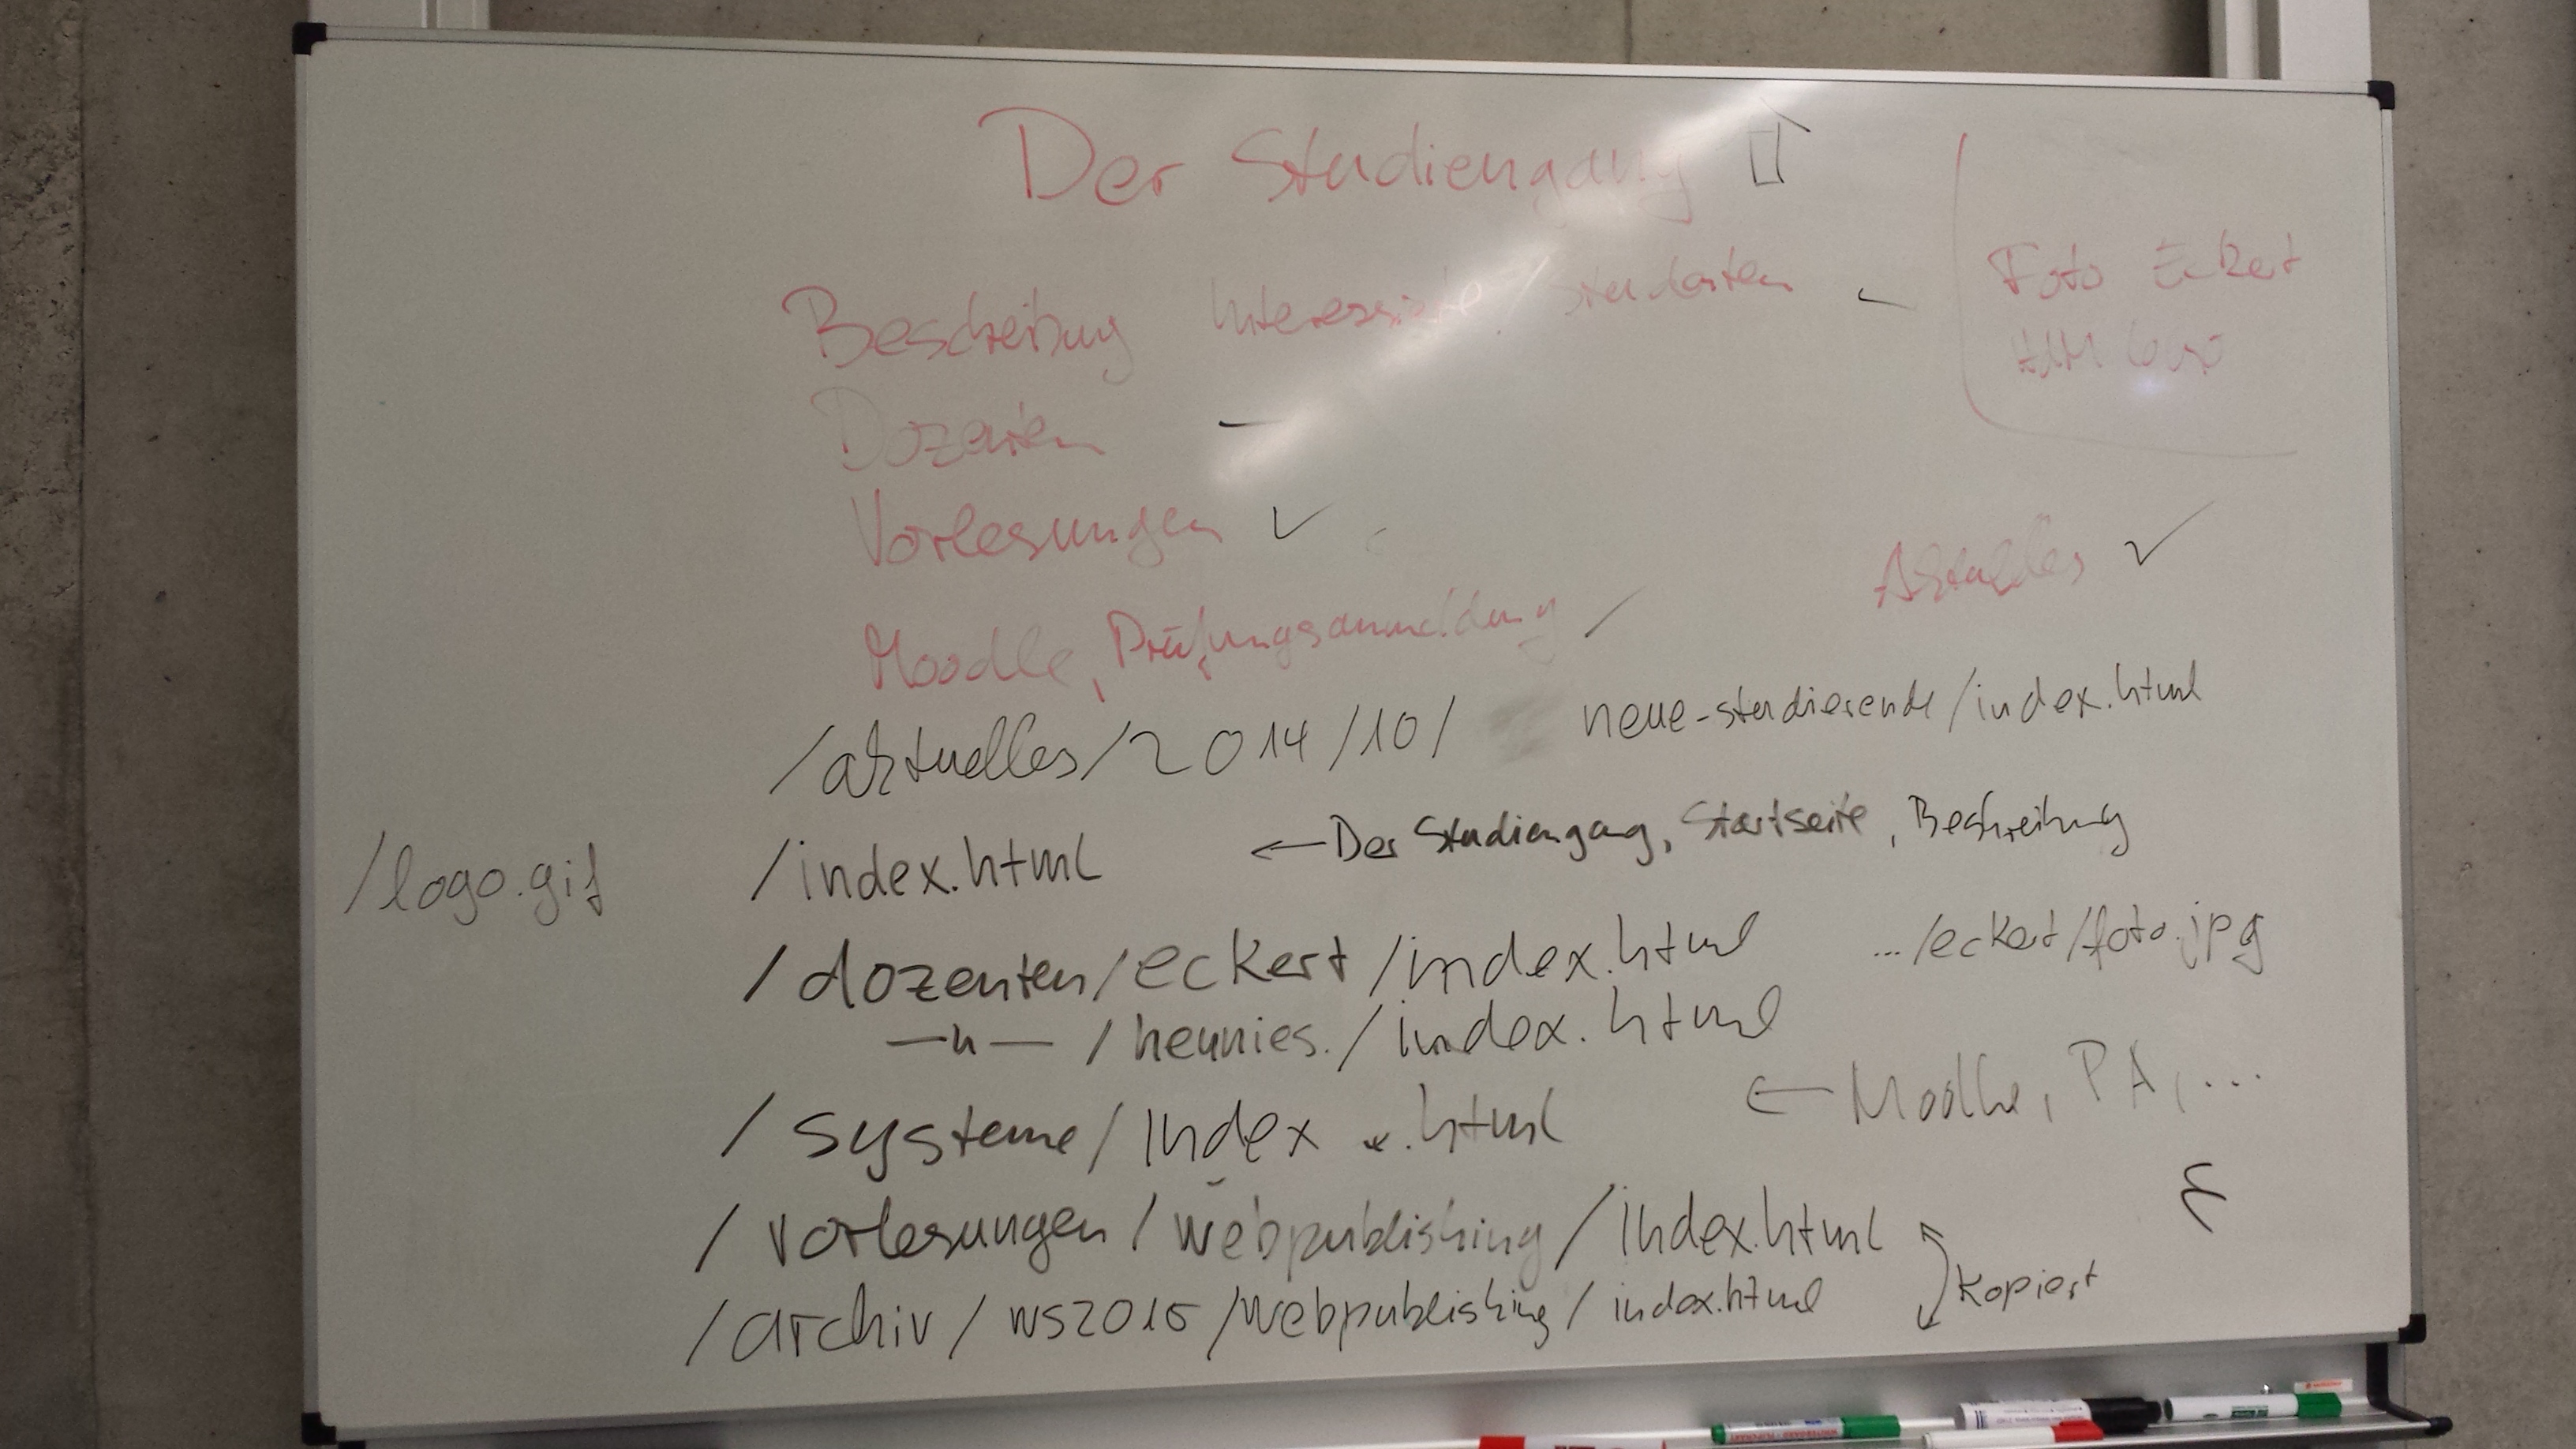 Der Studiengang
Beschreibung Interessierte / Studenten
Foto Eckert
HdM Logo
Dozenten –
Vorlesungen ✓
Aktuelles ✓
Moodle, Prüfungsanmeldung
/aktuelles/2014/10/ neue-studierende/index.html
/logo.gif
/index.html ← Der Studiengang, Startseite, Beschreibung
/dozenten/eckert/index.html .../eckert/foto.jpg
—"— /hennies/index.html
/systeme/index.html ← Moodle, PA, ...
/vorlesungen/webpublishing/index.html
kopiert
/archiv/ws2015/webpublishing/index.html